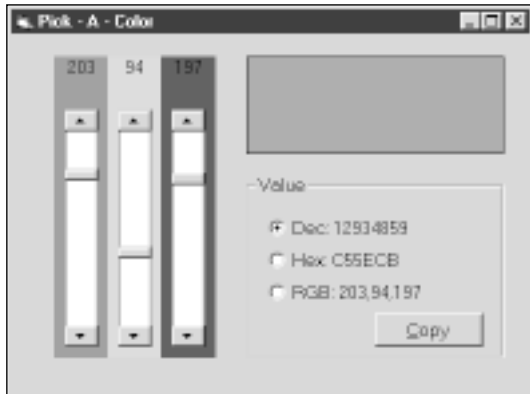 Pick - A - Color
203 94 197
Value
Dec: 12934859
Hex: C55ECB
RGB: 203,94,197
Copy